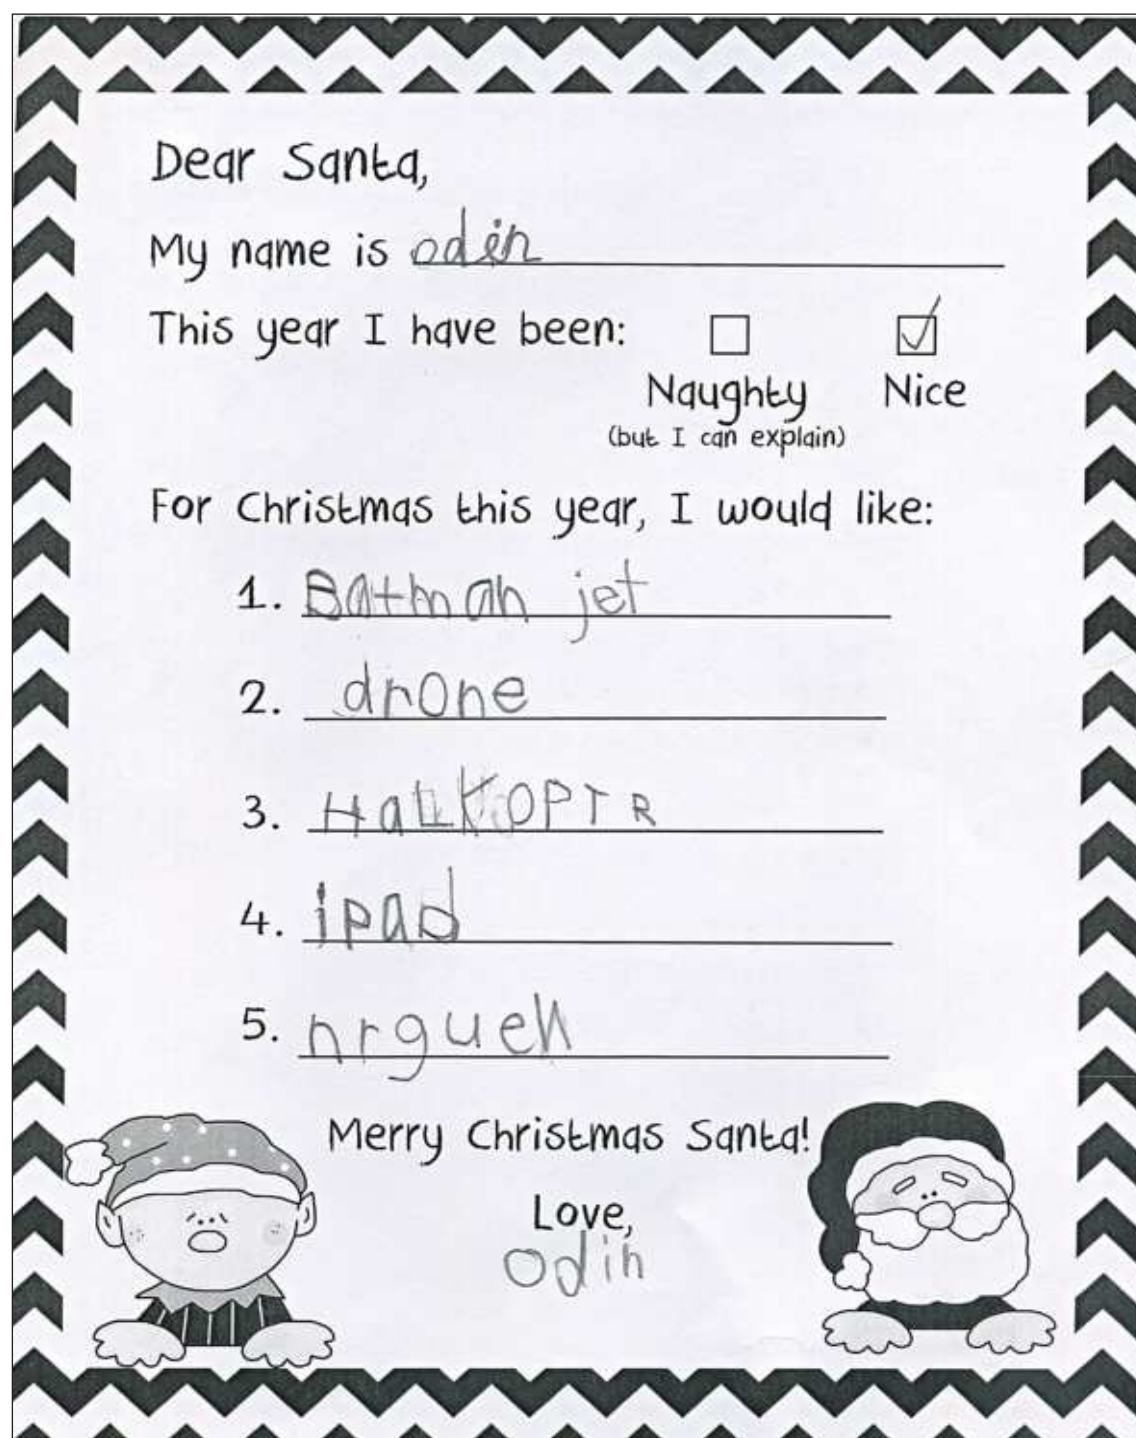 Dear Santa,
My name is odin
This year I have been:
Naughty Nice
(but I can explain)
For Christmas this year, I would like:
1. Batman jet
2. drone
3. HaLKOPTR
4. ipad
5.
Merry Christmas Santa!
Love,
odin